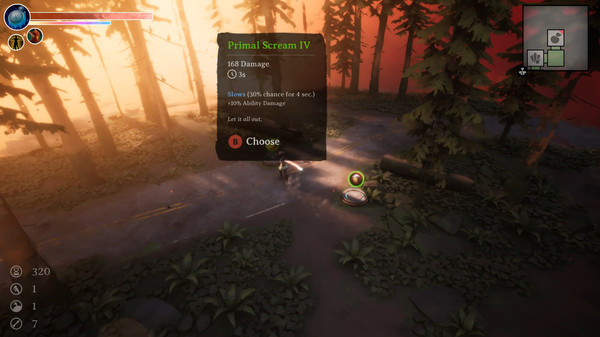 Primal Scream IV
168 Damage
3s
Slows (30% chance for 4 sec.)
+10% Ability Damage
Let it all out.
B Choose
320
1
1
7